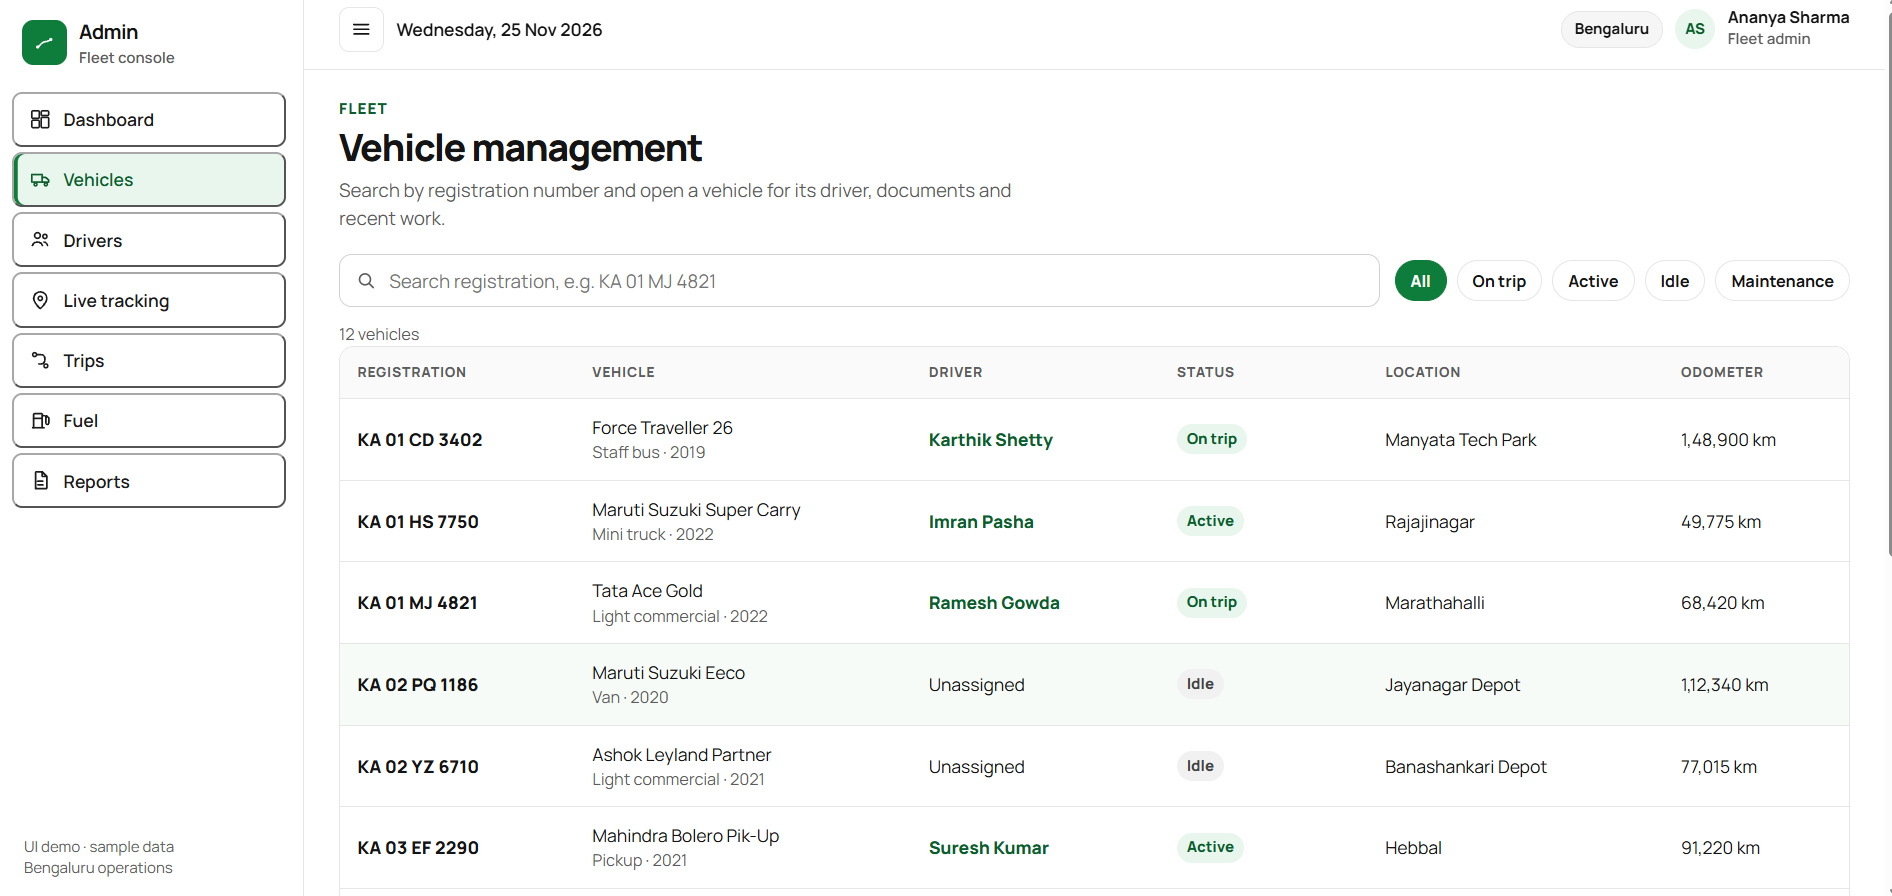 Admin
Fleet console
Dashboard
Vehicles
Drivers
Live tracking
Trips
Fuel
Reports
UI demo · sample data
Bengaluru operations
Wednesday, 25 Nov 2026
Bengaluru
AS
Ananya Sharma
Fleet admin
FLEET
Vehicle management
Search by registration number and open a vehicle for its driver, documents and
recent work.
Search registration, e.g. KA 01 MJ 4821
All
On trip
Active
Idle
Maintenance
12 vehicles
REGISTRATION VEHICLE DRIVER STATUS LOCATION ODOMETER
KA 01 CD 3402 Force Traveller 26 Karthik Shetty On trip Manyata Tech Park 1,48,900 km
Staff bus · 2019
KA 01 HS 7750 Maruti Suzuki Super Carry Imran Pasha Active Rajajinagar 49,775 km
Mini truck · 2022
KA 01 MJ 4821 Tata Ace Gold Ramesh Gowda On trip Marathahalli 68,420 km
Light commercial · 2022
KA 02 PQ 1186 Maruti Suzuki Eeco Unassigned Idle Jayanagar Depot 1,12,340 km
Van · 2020
KA 02 YZ 6710 Ashok Leyland Partner Unassigned Idle Banashankari Depot 77,015 km
Light commercial · 2021
KA 03 EF 2290 Mahindra Bolero Pik-Up Suresh Kumar Active Hebbal 91,220 km
Pickup · 2021